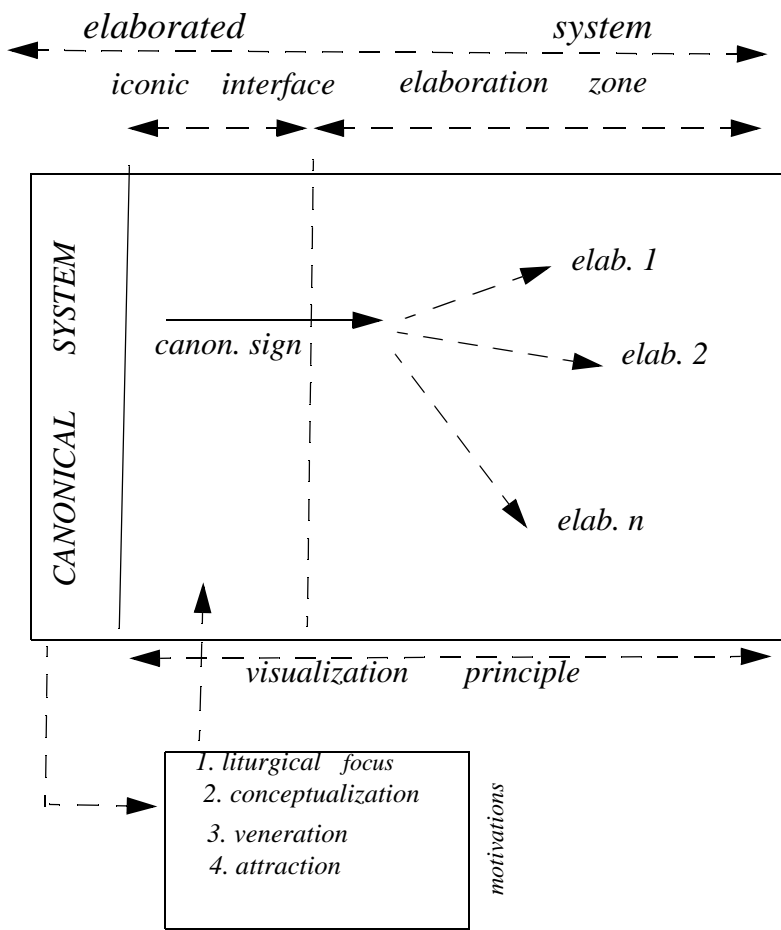 elaborated system
iconic interface elaboration zone
CANONICAL SYSTEM
elab. 1
canon. sign
elab. 2
elab. n
visualization principle
1. liturgical focus
2. conceptualization
3. veneration
4. attraction
motivations